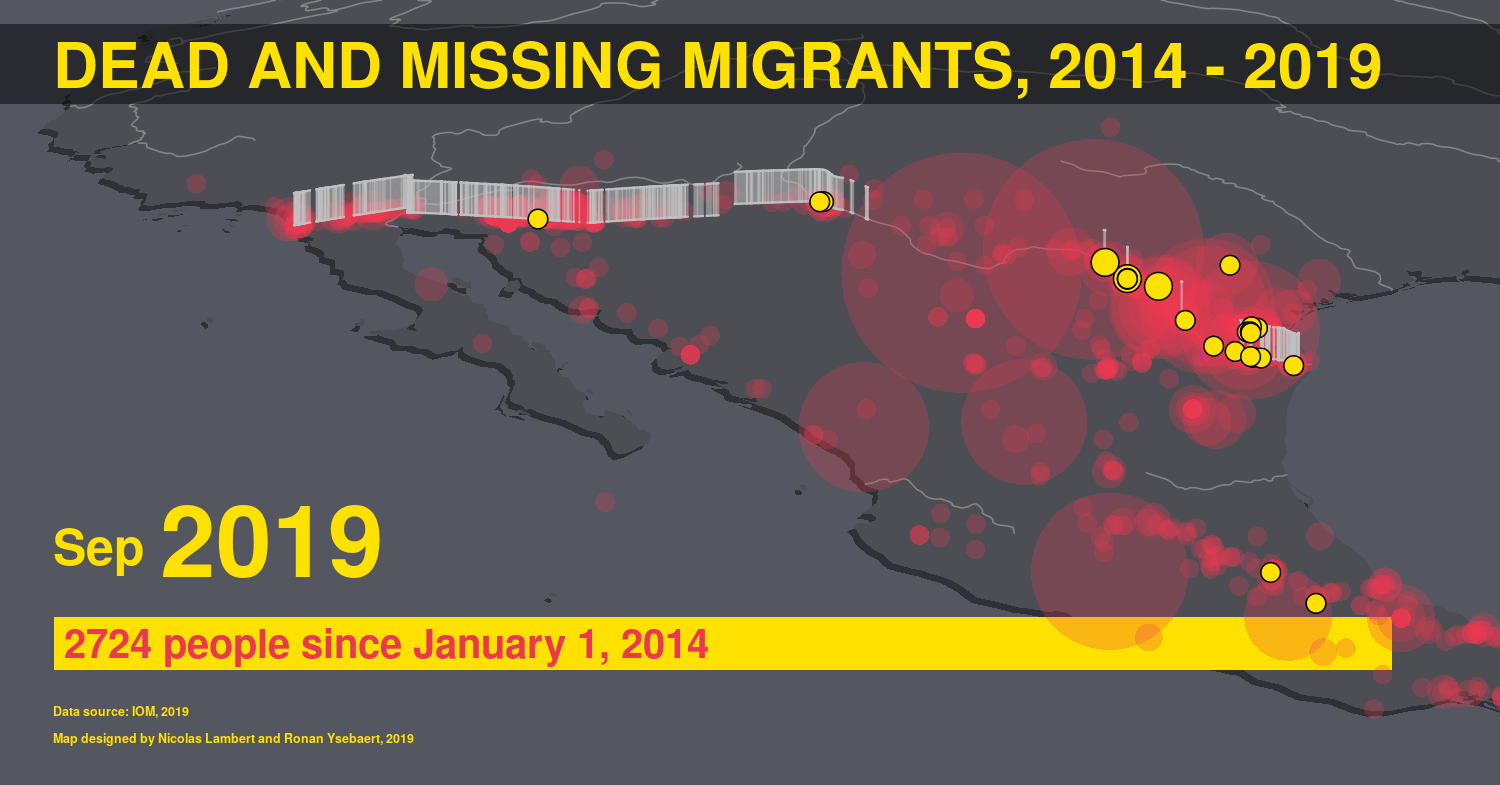 DEAD AND MISSING MIGRANTS, 2014 - 2019
Sep 2019
2724 people since January 1, 2014
Data source: IOM, 2019
Map designed by Nicolas Lambert and Ronan Ysebaert, 2019